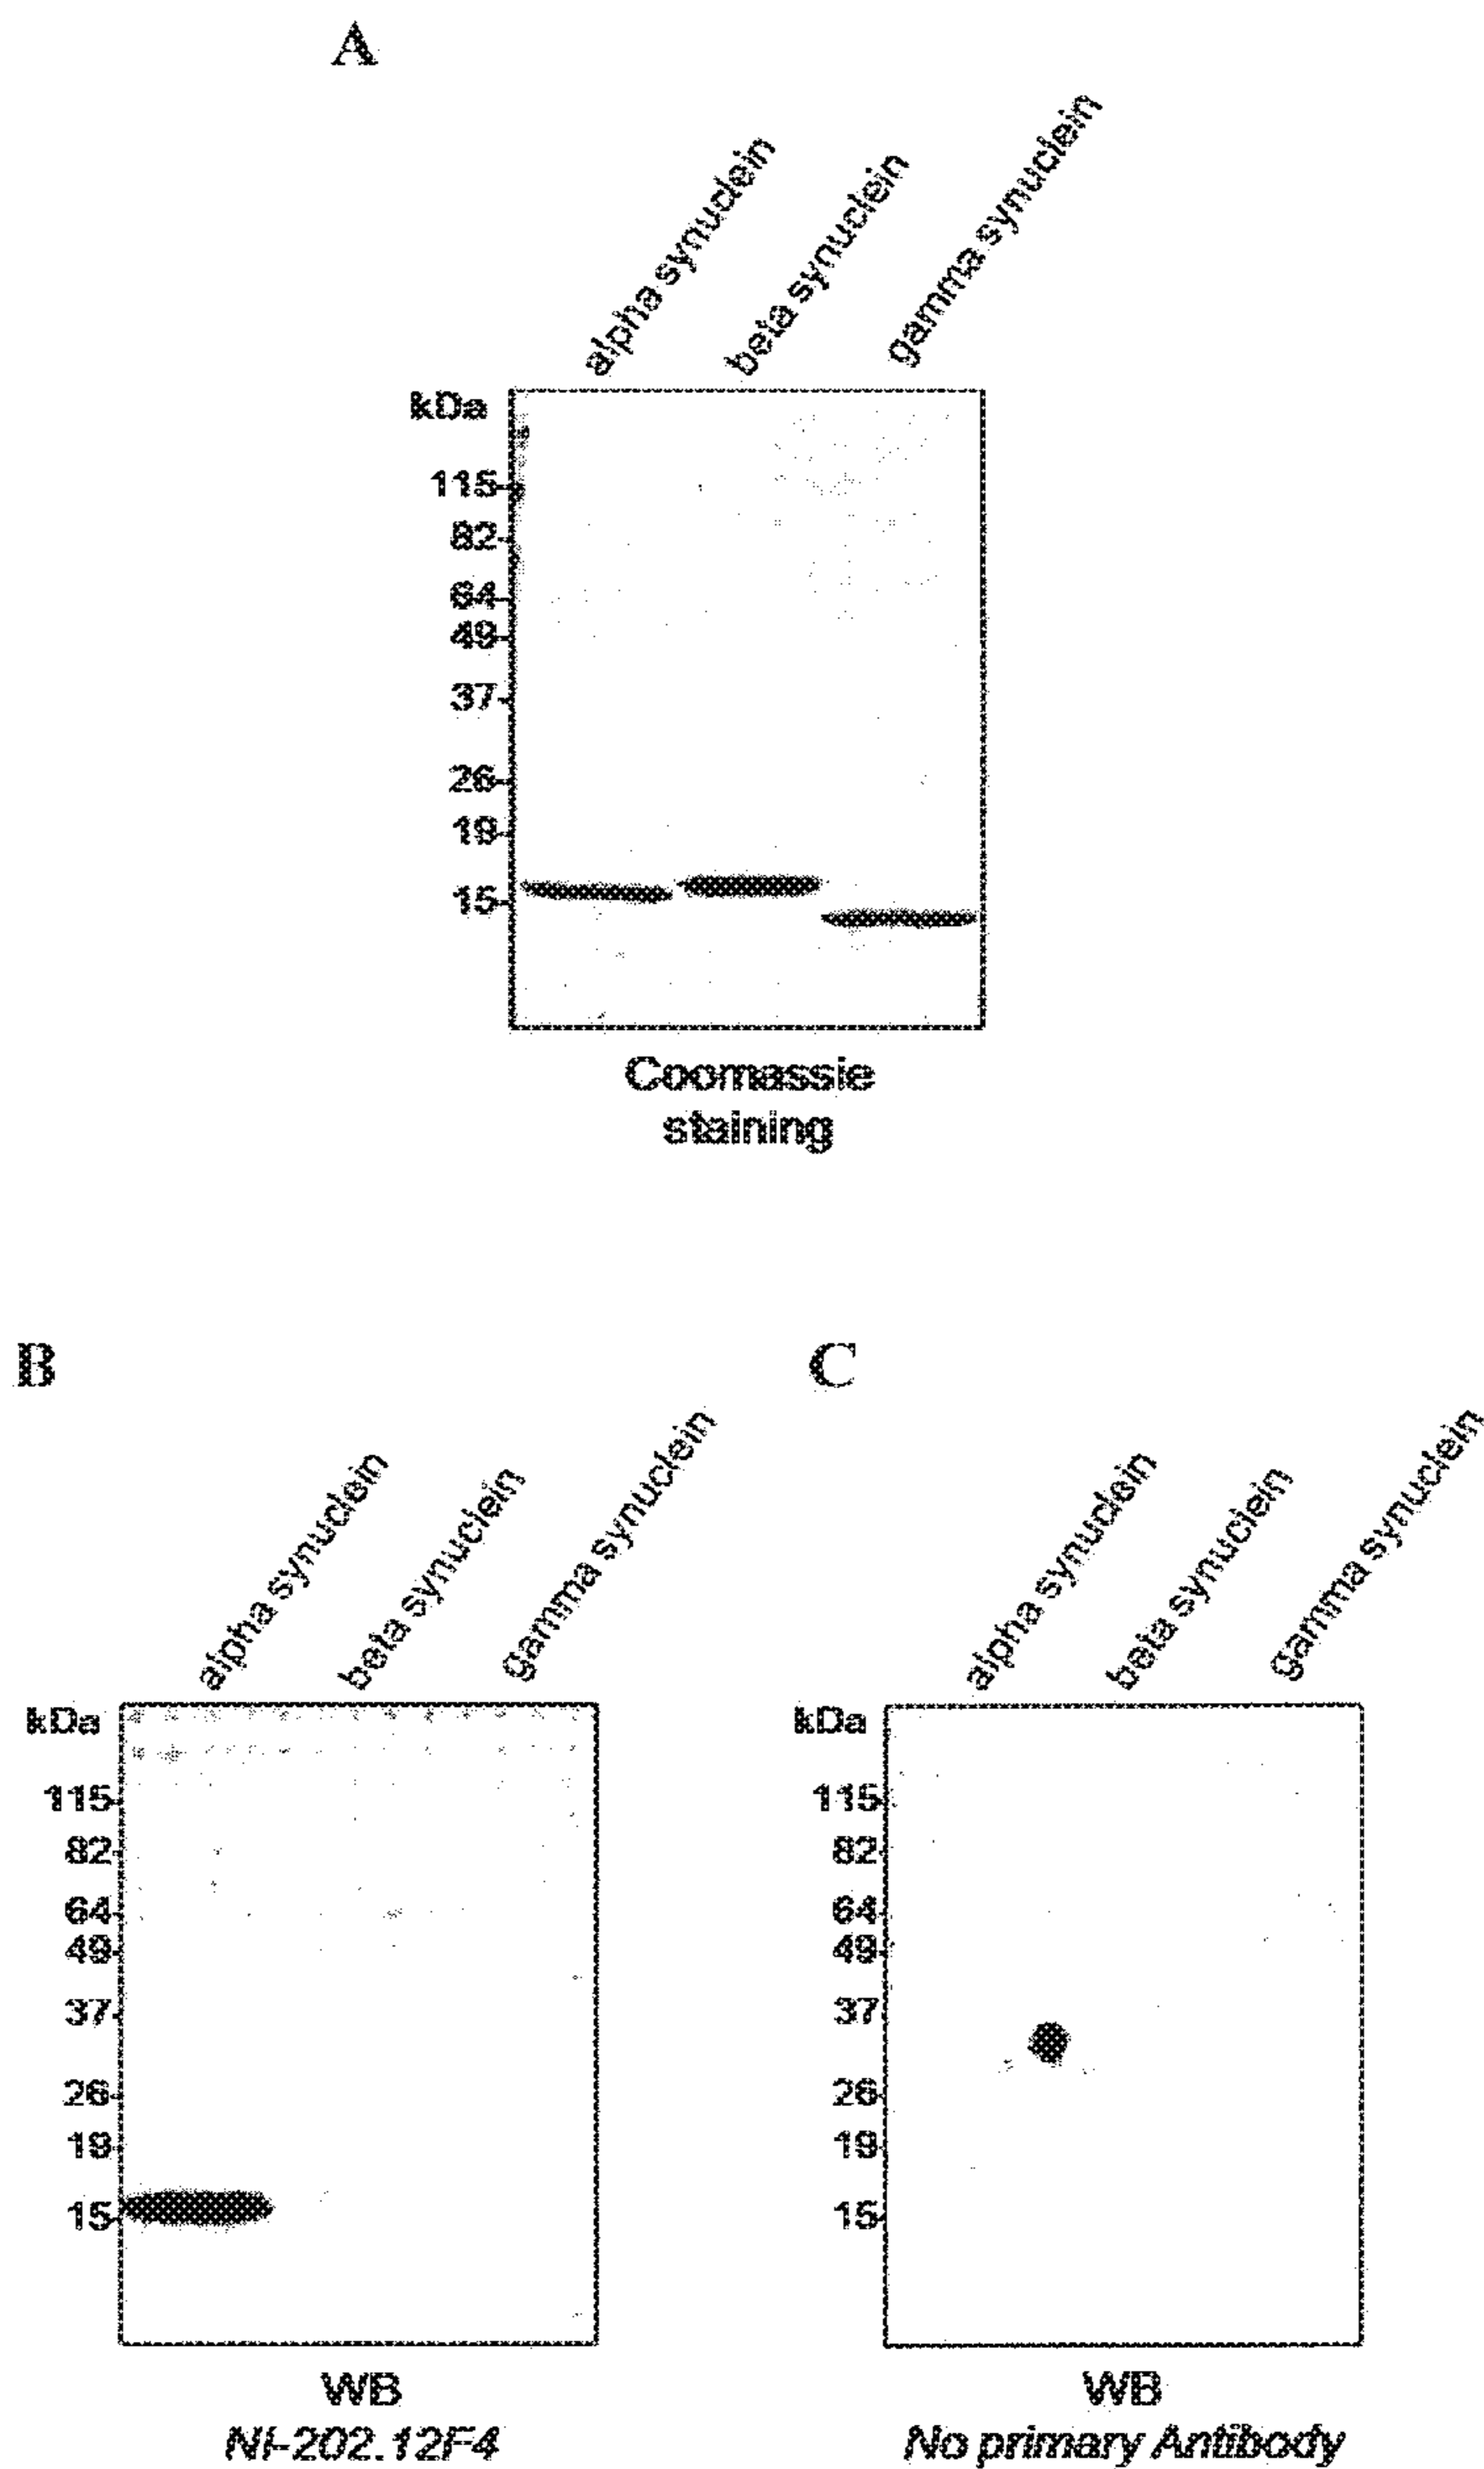 A
alpha synuclein
beta synuclein
gamma synuclein
kDa
115
82
64
49
37
26
19
15
Coomassie
staining
B
alpha synuclein
beta synuclein
gamma synuclein
kDa
115
82
64
49
37
26
19
15
WB
NI-202.12F4
C
alpha synuclein
beta synuclein
gamma synuclein
kDa
115
82
64
49
37
26
19
15
WB
No primary Antibody